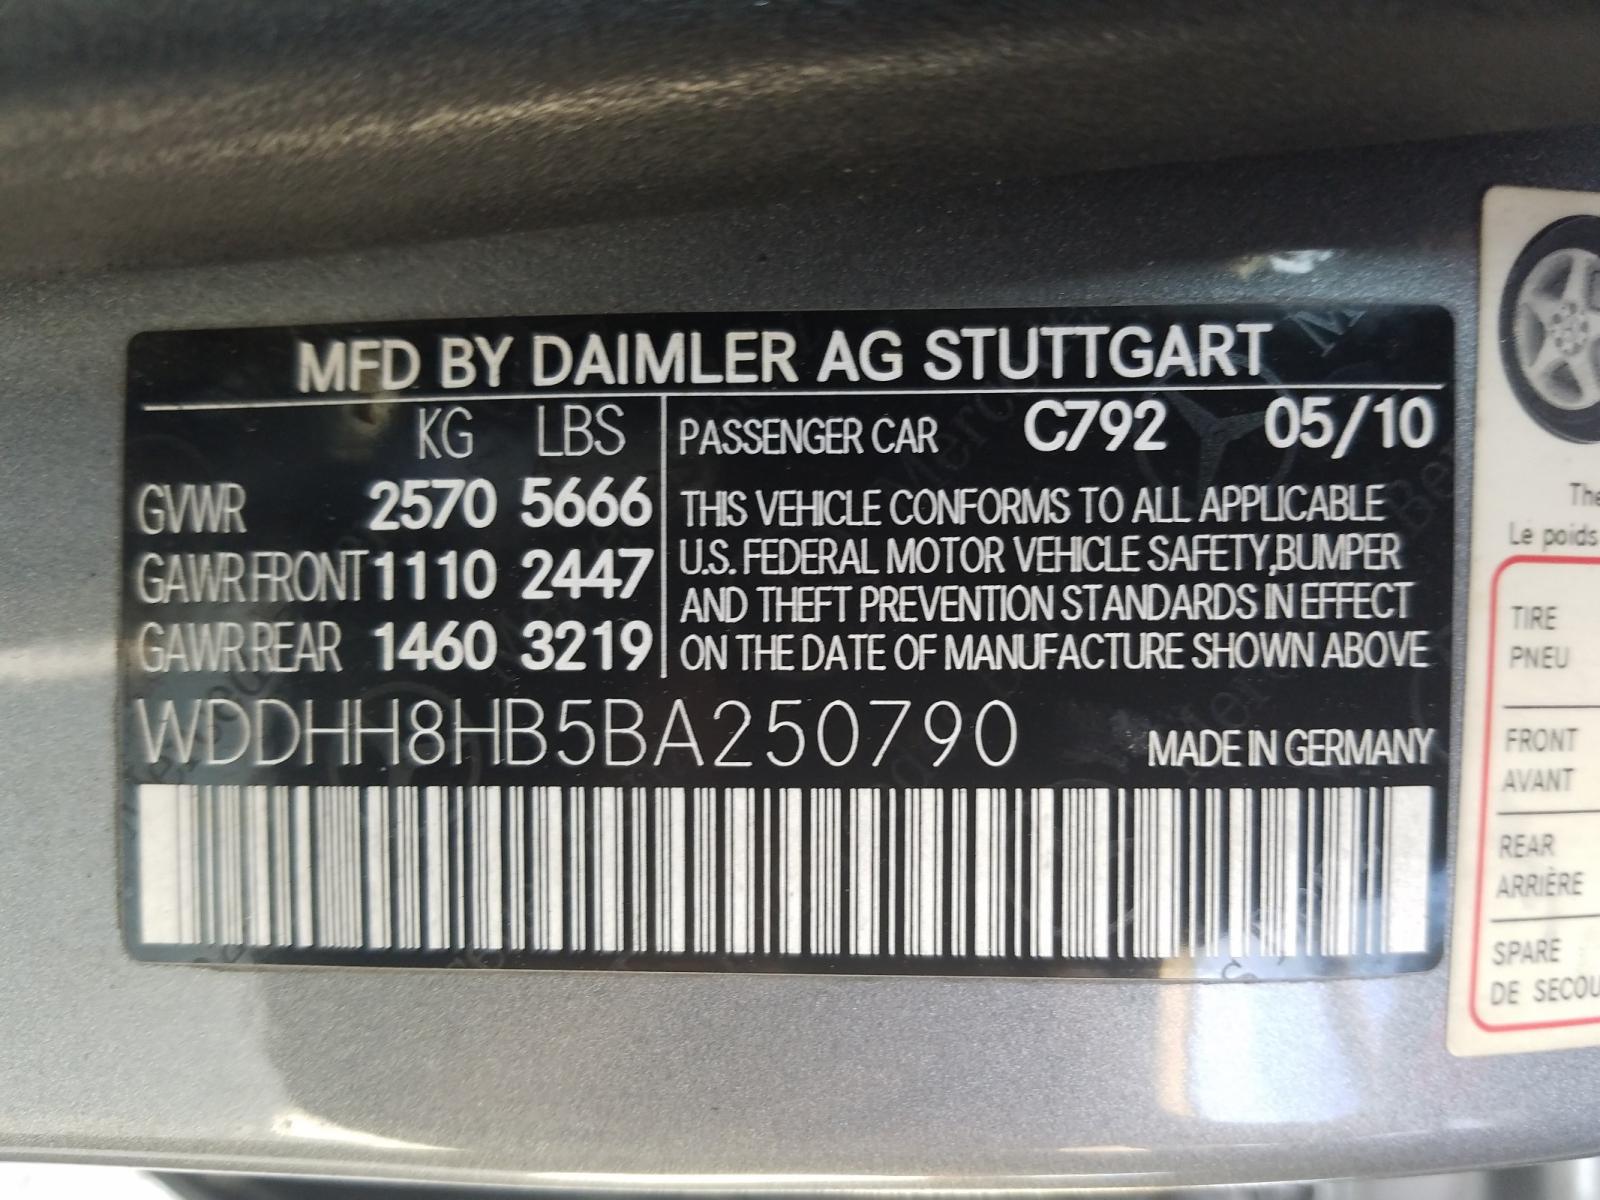 MFD BY DAIMLER AG STUTTGART
KG LBS
GVWR 2570 5666
GAWR FRONT 1110 2447
GAWR REAR 1460 3219
PASSENGER CAR C792 05/10
THIS VEHICLE CONFORMS TO ALL APPLICABLE
U.S. FEDERAL MOTOR VEHICLE SAFETY, BUMPER
AND THEFT PREVENTION STANDARDS IN EFFECT
ON THE DATE OF MANUFACTURE SHOWN ABOVE
WDDHH8HB5BA250790
MADE IN GERMANY
The
Le poids
TIRE
PNEU
FRONT
AVANT
REAR
ARRIÈRE
SPARE
DE